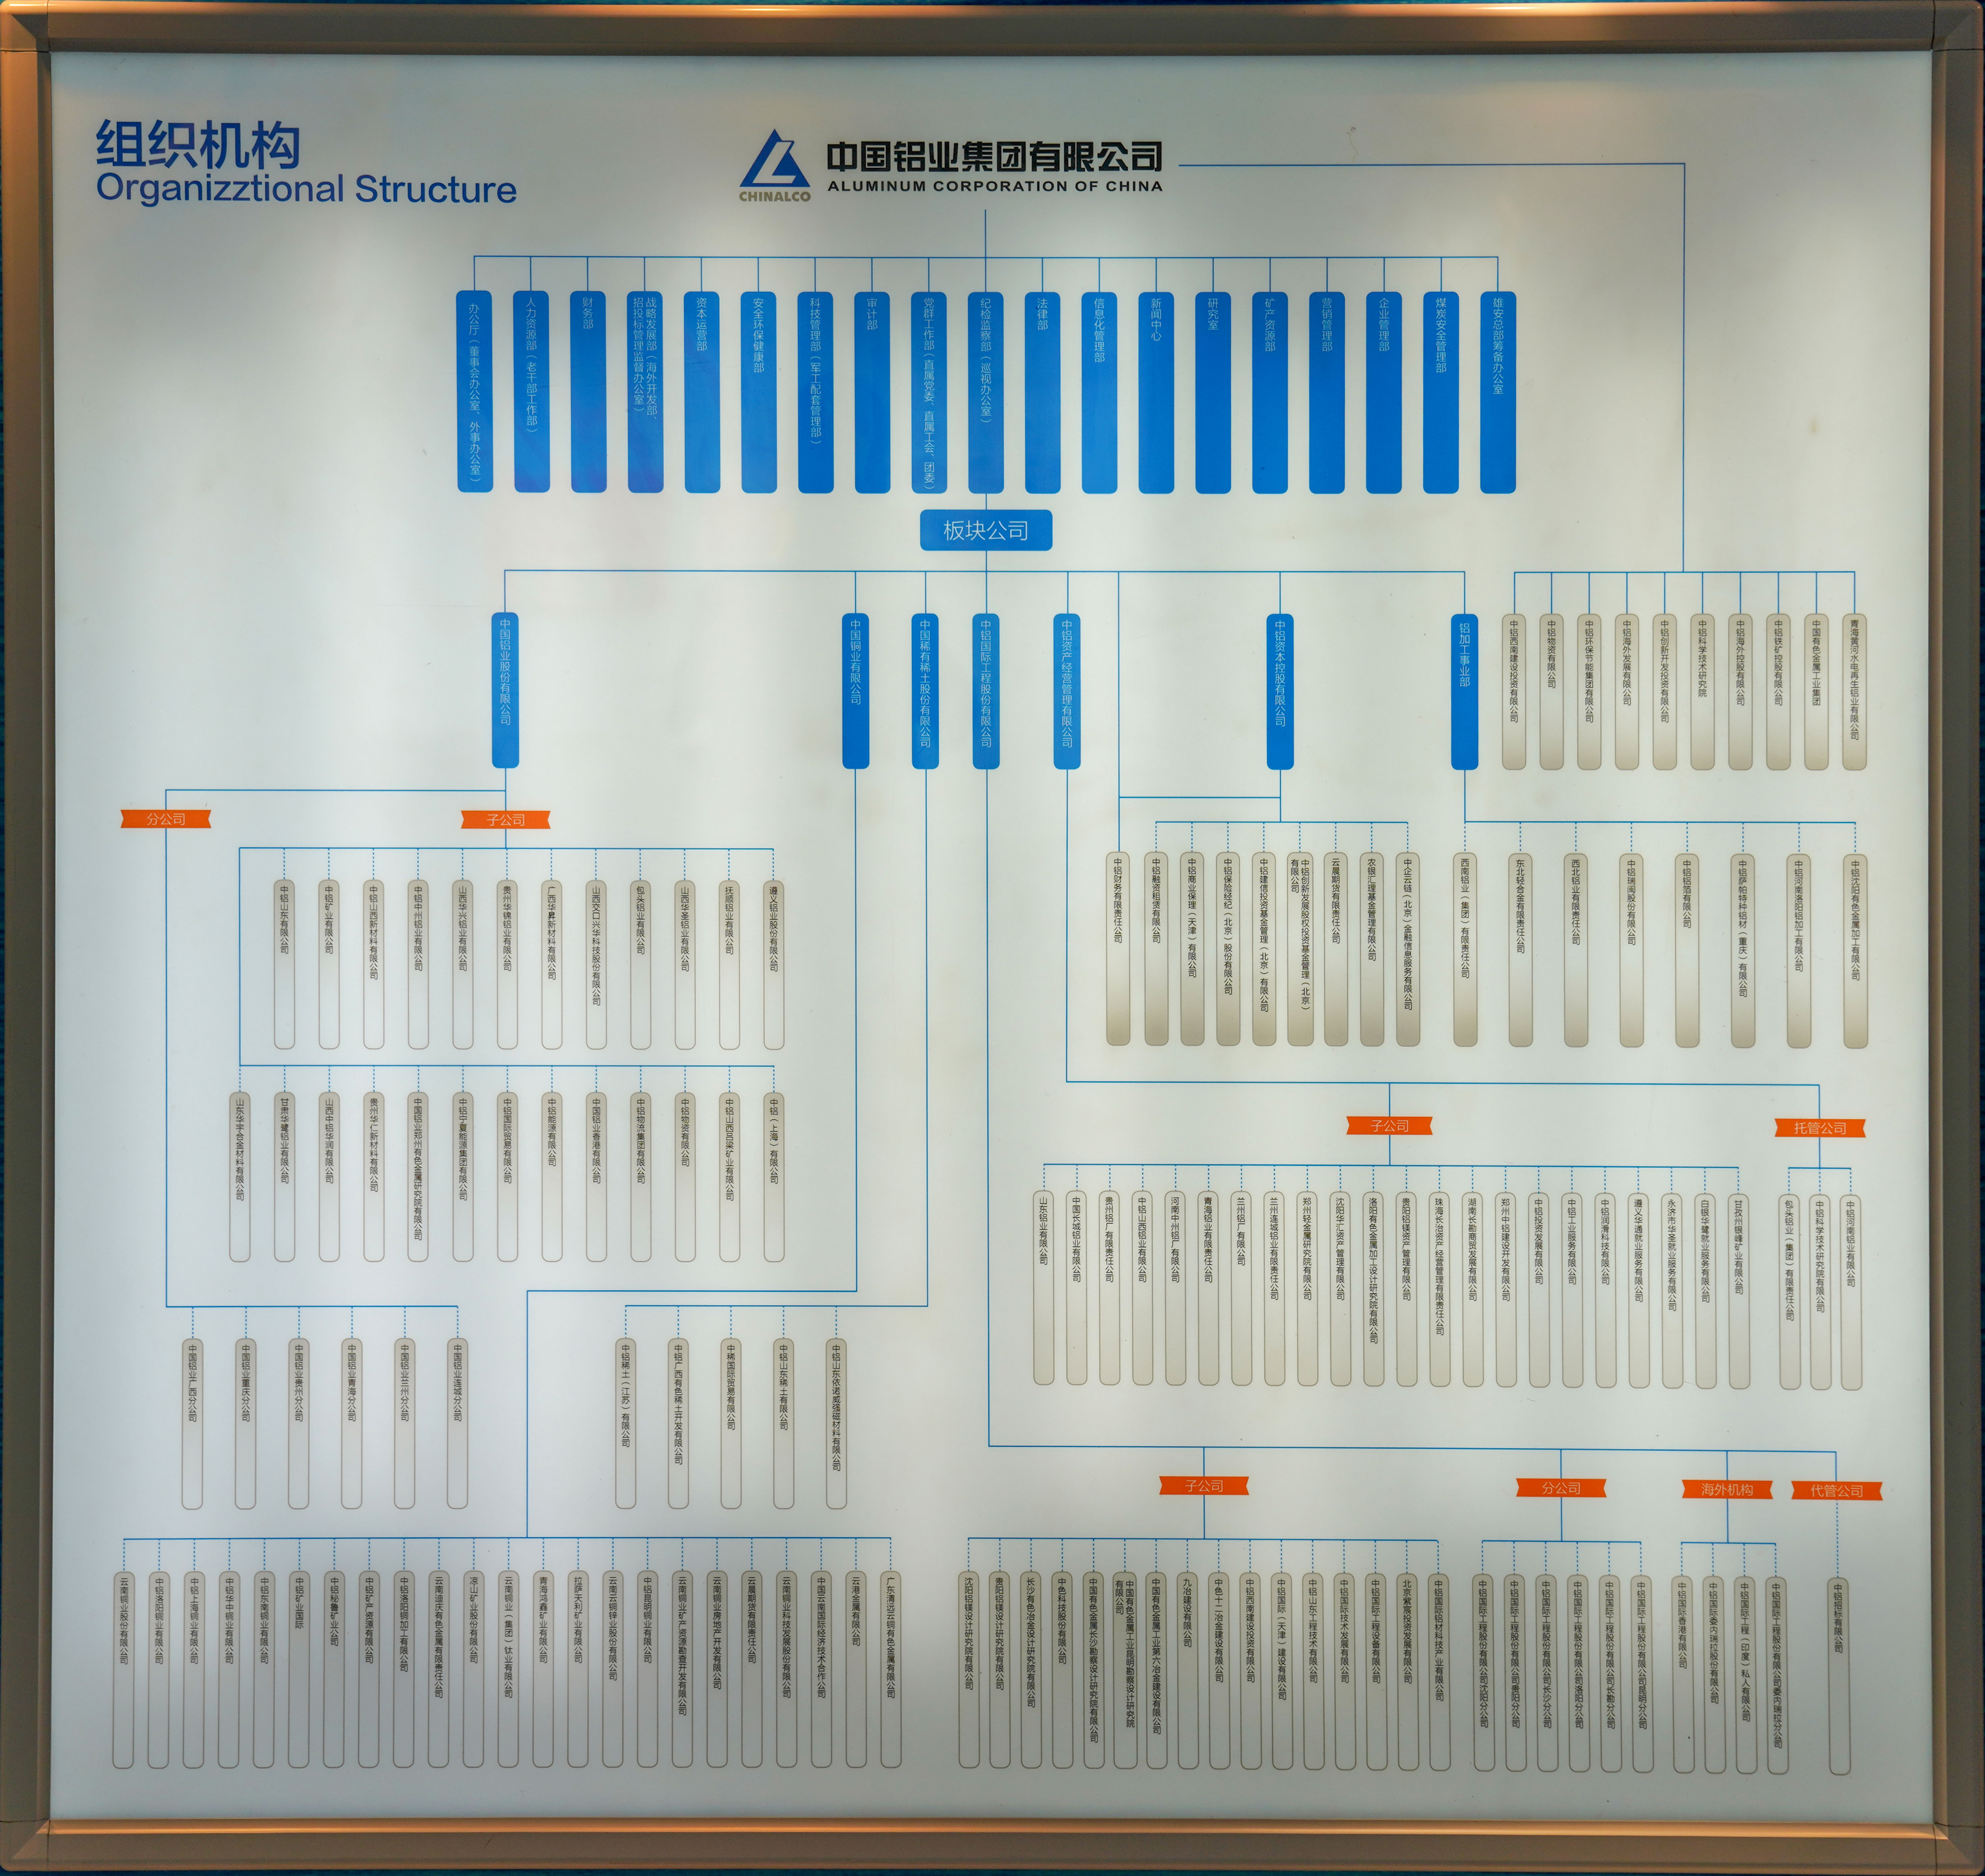 组织机构
Organizztional Structure
CHINALCO
中国铝业集团有限公司
ALUMINUM CORPORATION OF CHINA
办公厅（董事会办公室、外事办公室）
人力资源部（老干部工作部）
财务部
战略发展部（海外开发部、
招投标管理监督办公室）
资本运营部
安全环保健康部
科技管理部（军工配套管理部）
审计部
党群工作部（直属党委、直属工会、团委）
纪检监察部（巡视办公室）
法律部
信息化管理部
新闻中心
研究室
矿产资源部
营销管理部
企业管理部
煤炭安全管理部
雄安总部筹备办公室
板块公司
中国铝业股份有限公司
中国铜业有限公司
中国稀有稀土股份有限公司
中铝国际工程股份有限公司
中铝资产经营管理有限公司
中铝资本控股有限公司
铝加工事业部
中铝西南建设投资有限公司
中铝物资有限公司
中铝环保节能集团有限公司
中铝海外发展有限公司
中铝创新开发投资有限公司
中铝科学技术研究院
中铝海外控股有限公司
中铝铁矿控股有限公司
中国有色金属工业集团
青海黄河水电再生铝业有限公司
分公司
子公司
中铝山东有限公司
中铝矿业有限公司
中铝山西新材料有限公司
中铝中州铝业有限公司
山西华兴铝业有限公司
贵州华锦铝业有限公司
广西华昇新材料有限公司
山西交口兴华科技股份有限公司
包头铝业有限公司
山西华圣铝业有限公司
抚顺铝业有限公司
遵义铝业股份有限公司
中铝财务有限责任公司
中铝融资租赁有限公司
中铝商业保理（天津）有限公司
中铝保险经纪（北京）股份有限公司
中铝建信投资基金管理（北京）有限公司
中铝创新发展股权投资基金管理（北京）
有限公司
云晨期货有限责任公司
农银汇理基金管理有限公司
中企云链（北京）金融信息服务有限公司
西南铝业（集团）有限责任公司
东北轻合金有限责任公司
西北铝业有限责任公司
中铝瑞闽股份有限公司
中铝铝箔有限公司
中铝萨帕特种铝材（重庆）有限公司
中铝河南洛阳铝加工有限公司
中铝沈阳有色金属加工有限公司
山东华宇合金材料有限公司
甘肃华鹭铝业有限公司
山西中铝华润有限公司
贵州华仁新材料有限公司
中国铝业郑州有色金属研究院有限公司
中铝宁夏能源集团有限公司
中铝国际贸易有限公司
中铝能源有限公司
中国铝业香港有限公司
中铝物流集团有限公司
中铝物资有限公司
中铝山西吕梁矿业有限公司
中铝（上海）有限公司
子公司
托管公司
山东铝业有限公司
中国长城铝业有限公司
贵州铝厂有限责任公司
中铝山西铝业有限公司
河南中州铝厂有限公司
青海铝业有限责任公司
兰州铝厂有限公司
兰州连城铝业有限责任公司
郑州轻金属研究院有限公司
沈阳华汇资产管理有限公司
洛阳有色金属加工设计研究院有限公司
贵阳铝镁资产管理有限公司
珠海长治资产经营管理有限责任公司
湖南长勘商贸发展有限公司
郑州中铝建设开发有限公司
中铝投资发展有限公司
中铝工业服务有限公司
中铝润滑科技有限公司
遵义华通就业服务有限公司
永济市华圣就业服务有限公司
白银华鹭就业服务有限公司
甘孜州银峰矿业有限公司
包头铝业（集团）有限责任公司
中铝科学技术研究院有限公司
中铝河南铝业有限公司
中国铝业广西分公司
中国铝业重庆分公司
中国铝业贵州分公司
中国铝业青海分公司
中国铝业兰州分公司
中国铝业连城分公司
中铝稀土（江苏）有限公司
中铝广西有色稀土开发有限公司
中稀国际贸易有限公司
中铝山东稀土有限公司
中铝山东依诺威强磁材料有限公司
子公司
分公司
海外机构
代管公司
云南铜业股份有限公司
中铝洛阳铜业有限公司
中铝上海铜业有限公司
中铝华中铜业有限公司
中铝东南铜业有限公司
中铝矿业国际
中铝秘鲁矿业公司
中铝矿产资源有限公司
中铝洛阳铜加工有限公司
云南迪庆有色金属有限责任公司
凉山矿业股份有限公司
云南铜业（集团）钛业有限公司
青海鸿鑫矿业有限公司
拉萨天利矿业有限公司
云南云铜锌业股份有限公司
中铝昆明铜业有限公司
云南铜业矿产资源勘查开发有限公司
云南铜业房地产开发有限公司
云晨期货有限责任公司
云南铜业科技发展股份有限公司
中国云南国际经济技术合作公司
云港金属有限公司
广东清远云铜有色金属有限公司
沈阳铝镁设计研究院有限公司
贵阳铝镁设计研究院有限公司
长沙有色冶金设计研究院有限公司
中色科技股份有限公司
中国有色金属长沙勘察设计研究院有限公司
中国有色金属工业昆明勘察设计研究院
有限公司
中国有色金属工业第六冶金建设有限公司
九冶建设有限公司
中色十二冶金建设有限公司
中铝西南建设投资有限公司
中铝国际（天津）建设有限公司
中铝山东工程技术有限公司
中铝国际技术发展有限公司
中铝国际工程设备有限公司
北京紫宸投资发展有限公司
中铝国际铝材科技产业有限公司
中铝国际工程股份有限公司沈阳分公司
中铝国际工程股份有限公司贵阳分公司
中铝国际工程股份有限公司长沙分公司
中铝国际工程股份有限公司洛阳分公司
中铝国际工程股份有限公司长勘分公司
中铝国际工程股份有限公司昆明分公司
中铝国际香港有限公司
中铝国际委内瑞拉股份有限公司
中铝国际工程（印度）私人有限公司
中铝国际工程股份有限公司委内瑞拉分公司
中铝招标有限公司